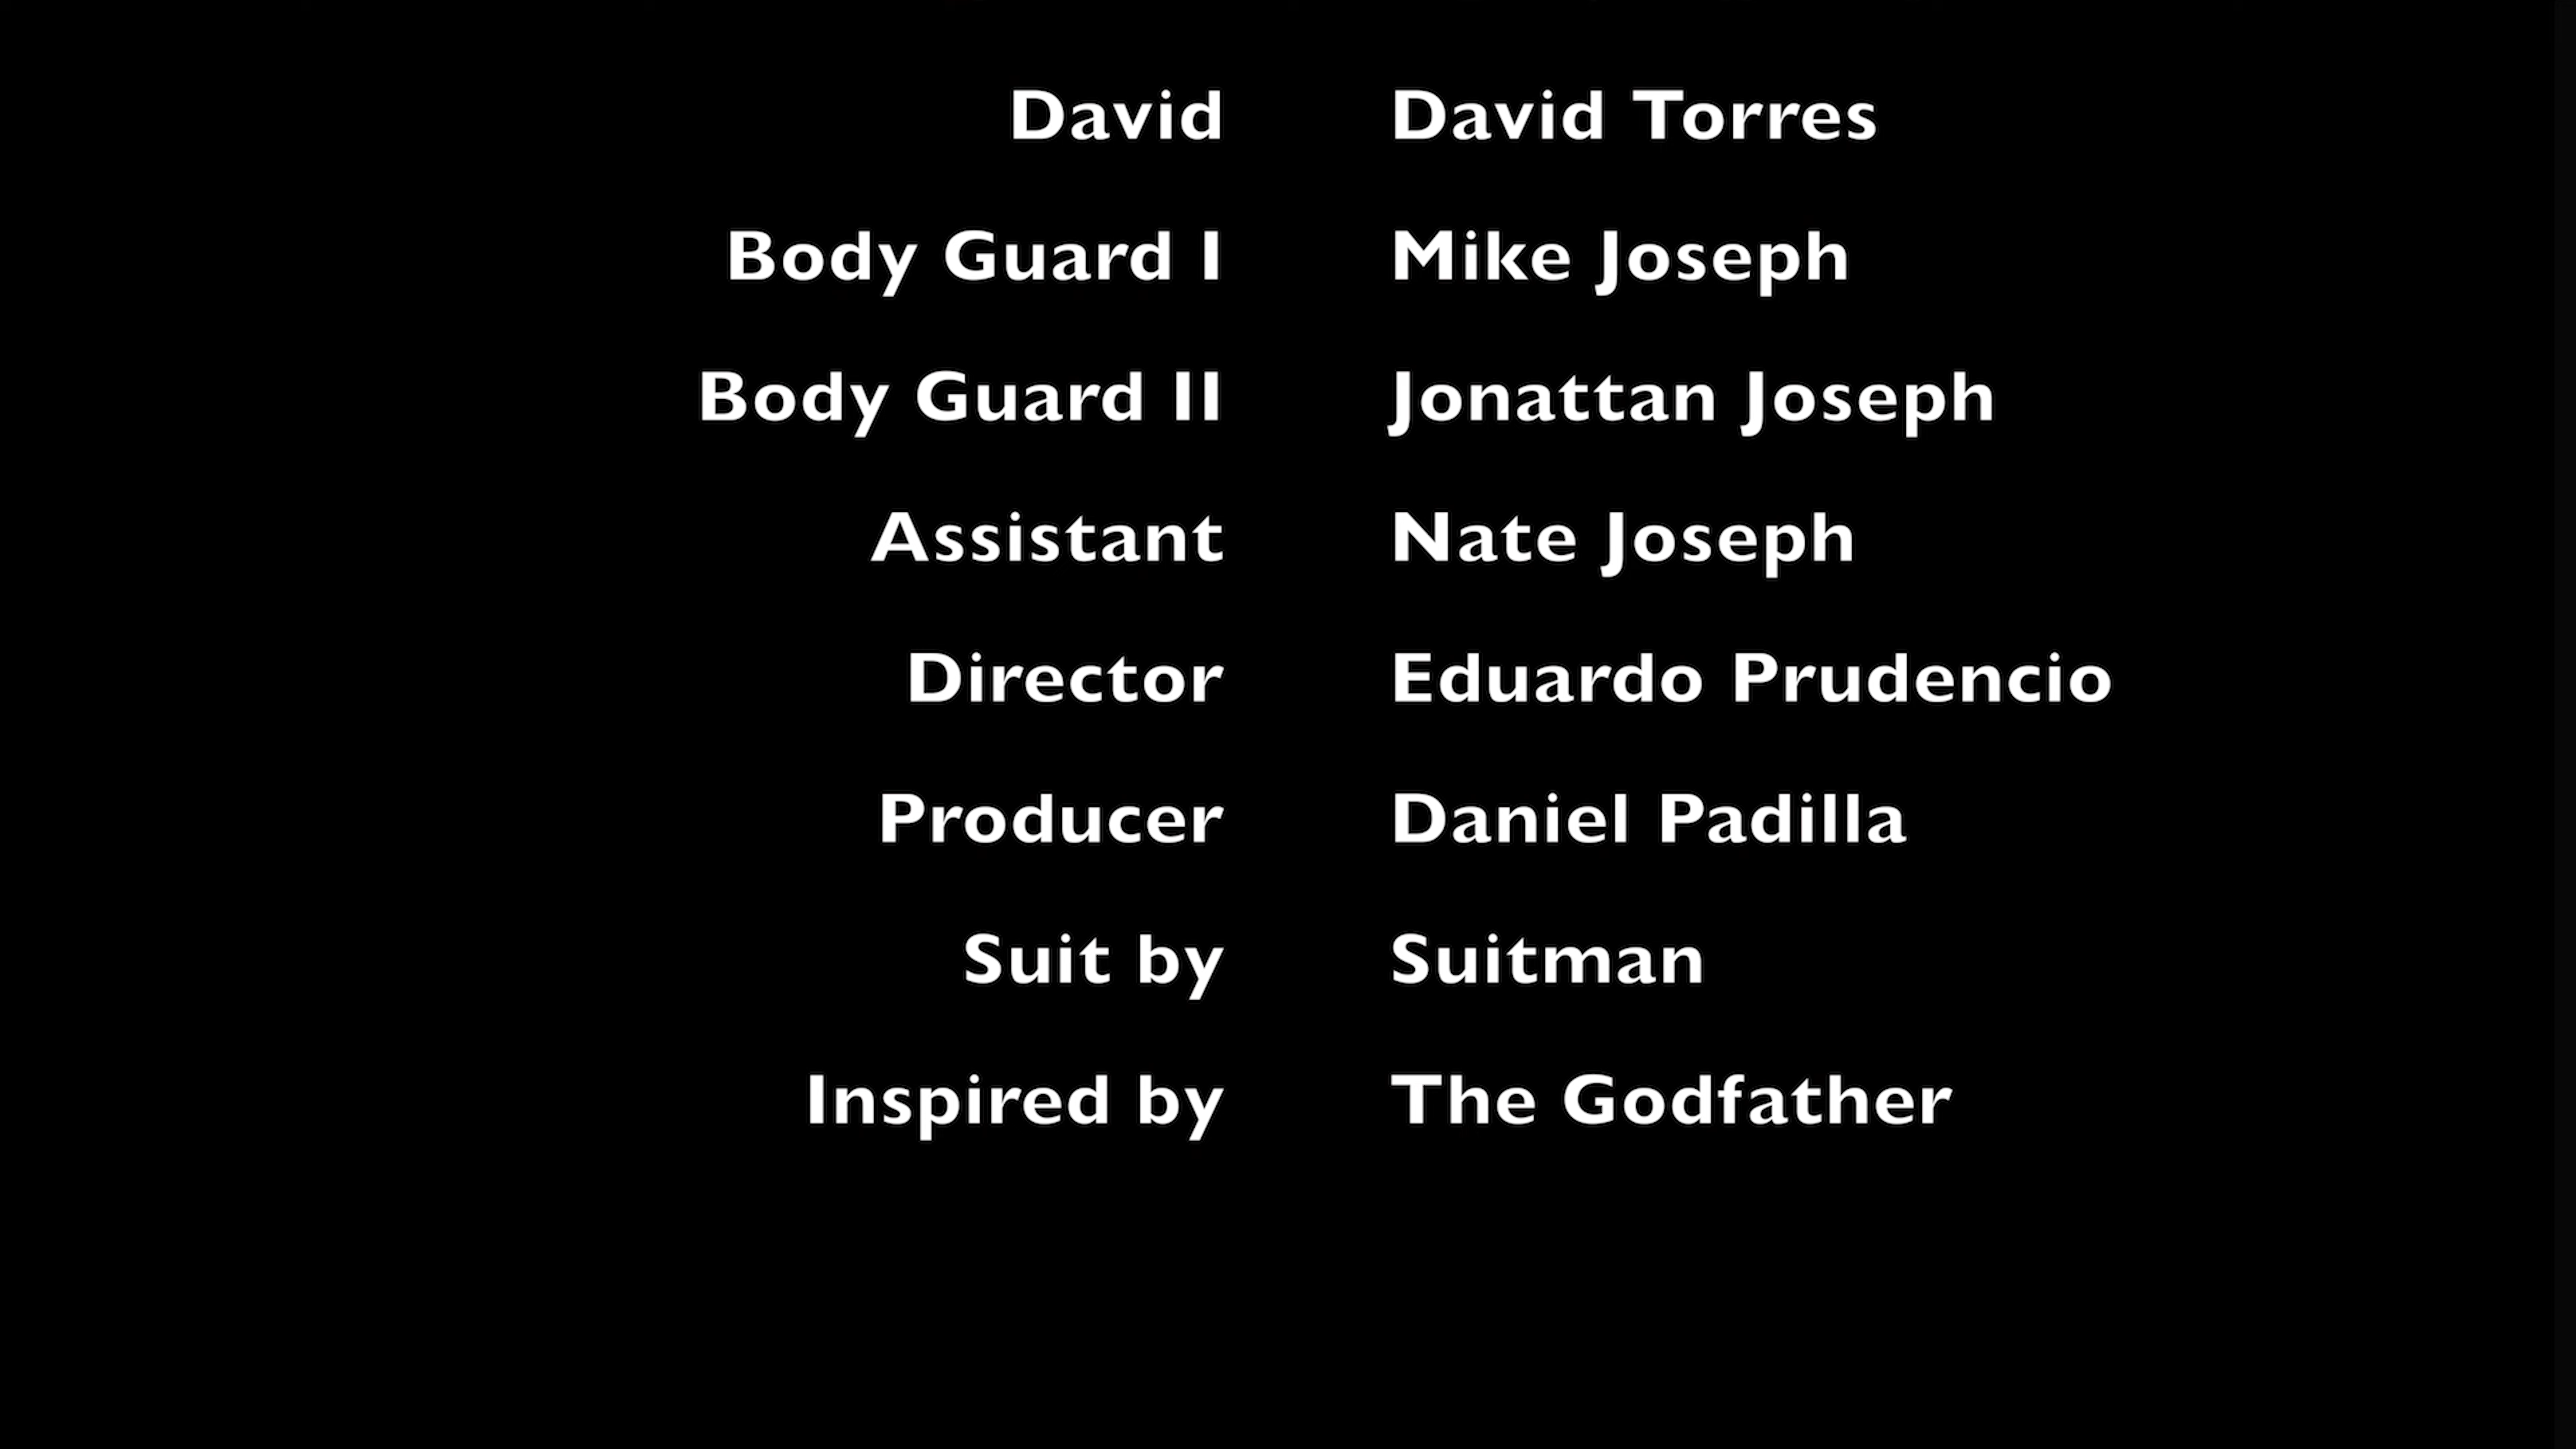 David David Torres
Body Guard I Mike Joseph
Body Guard II Jonattan Joseph
Assistant Nate Joseph
Director Eduardo Prudencio
Producer Daniel Padilla
Suit by Suitman
Inspired by The Godfather